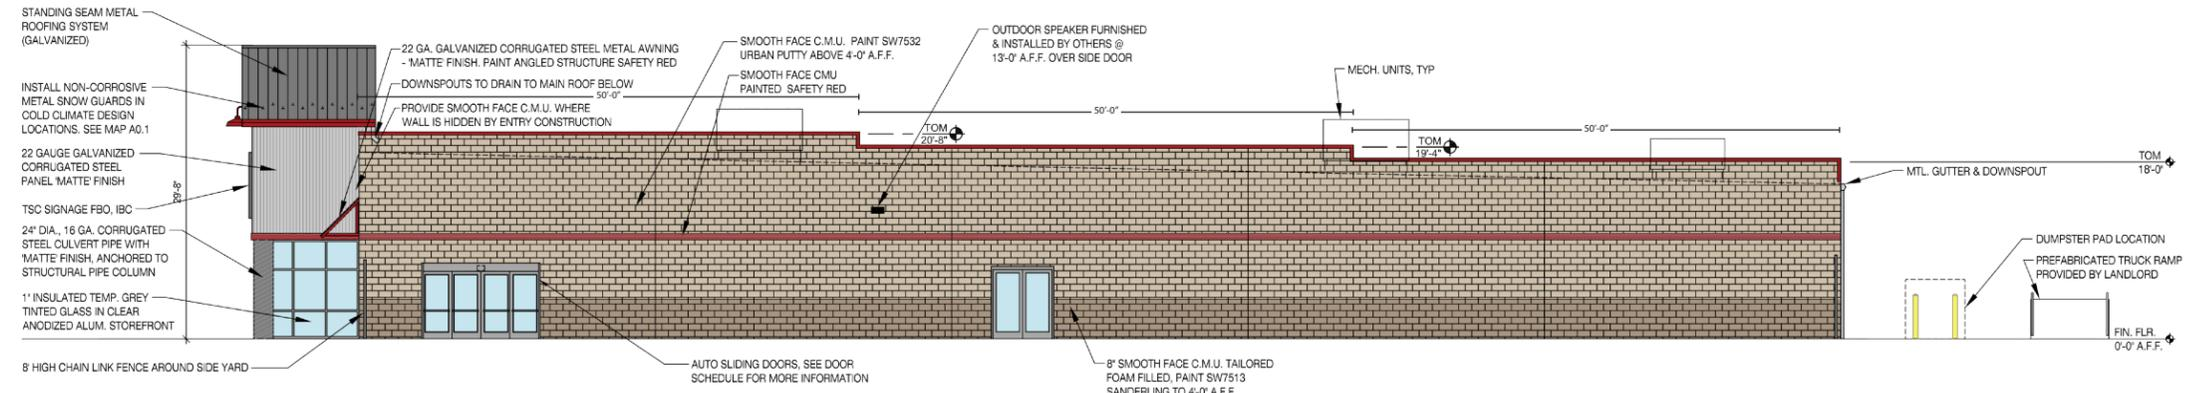 STANDING SEAM METAL
ROOFING SYSTEM
(GALVANIZED)
INSTALL NON-CORROSIVE
METAL SNOW GUARDS IN
COLD CLIMATE DESIGN
LOCATIONS. SEE MAP A0.1
22 GAUGE GALVANIZED
CORRUGATED STEEL
PANEL 'MATTE' FINISH
TSC SIGNAGE FBO, IBC
24" DIA., 16 GA. CORRUGATED
STEEL CULVERT PIPE WITH
'MATTE' FINISH, ANCHORED TO
STRUCTURAL PIPE COLUMN
1" INSULATED TEMP. GREY
TINTED GLASS IN CLEAR
ANODIZED ALUM. STOREFRONT
8' HIGH CHAIN LINK FENCE AROUND SIDE YARD
29'-8"
22 GA. GALVANIZED CORRUGATED STEEL METAL AWNING
- 'MATTE' FINISH. PAINT ANGLED STRUCTURE SAFETY RED
DOWNSPOUTS TO DRAIN TO MAIN ROOF BELOW
50'-0"
PROVIDE SMOOTH FACE C.M.U. WHERE
WALL IS HIDDEN BY ENTRY CONSTRUCTION
SMOOTH FACE C.M.U. PAINT SW7532
URBAN PUTTY ABOVE 4'-0" A.F.F.
SMOOTH FACE CMU
PAINTED SAFETY RED
OUTDOOR SPEAKER FURNISHED
& INSTALLED BY OTHERS @
13'-0" A.F.F. OVER SIDE DOOR
50'-0"
TOM
20'-8"
MECH. UNITS, TYP
50'-0"
TOM
19'-4"
TOM
18'-0"
MTL. GUTTER & DOWNSPOUT
DUMPSTER PAD LOCATION
PREFABRICATED TRUCK RAMP
PROVIDED BY LANDLORD
FIN. FLR.
0'-0" A.F.F.
AUTO SLIDING DOORS, SEE DOOR
SCHEDULE FOR MORE INFORMATION
8" SMOOTH FACE C.M.U. TAILORED
FOAM FILLED, PAINT SW7513
SANDERLING TO 4'-0" A.F.F.